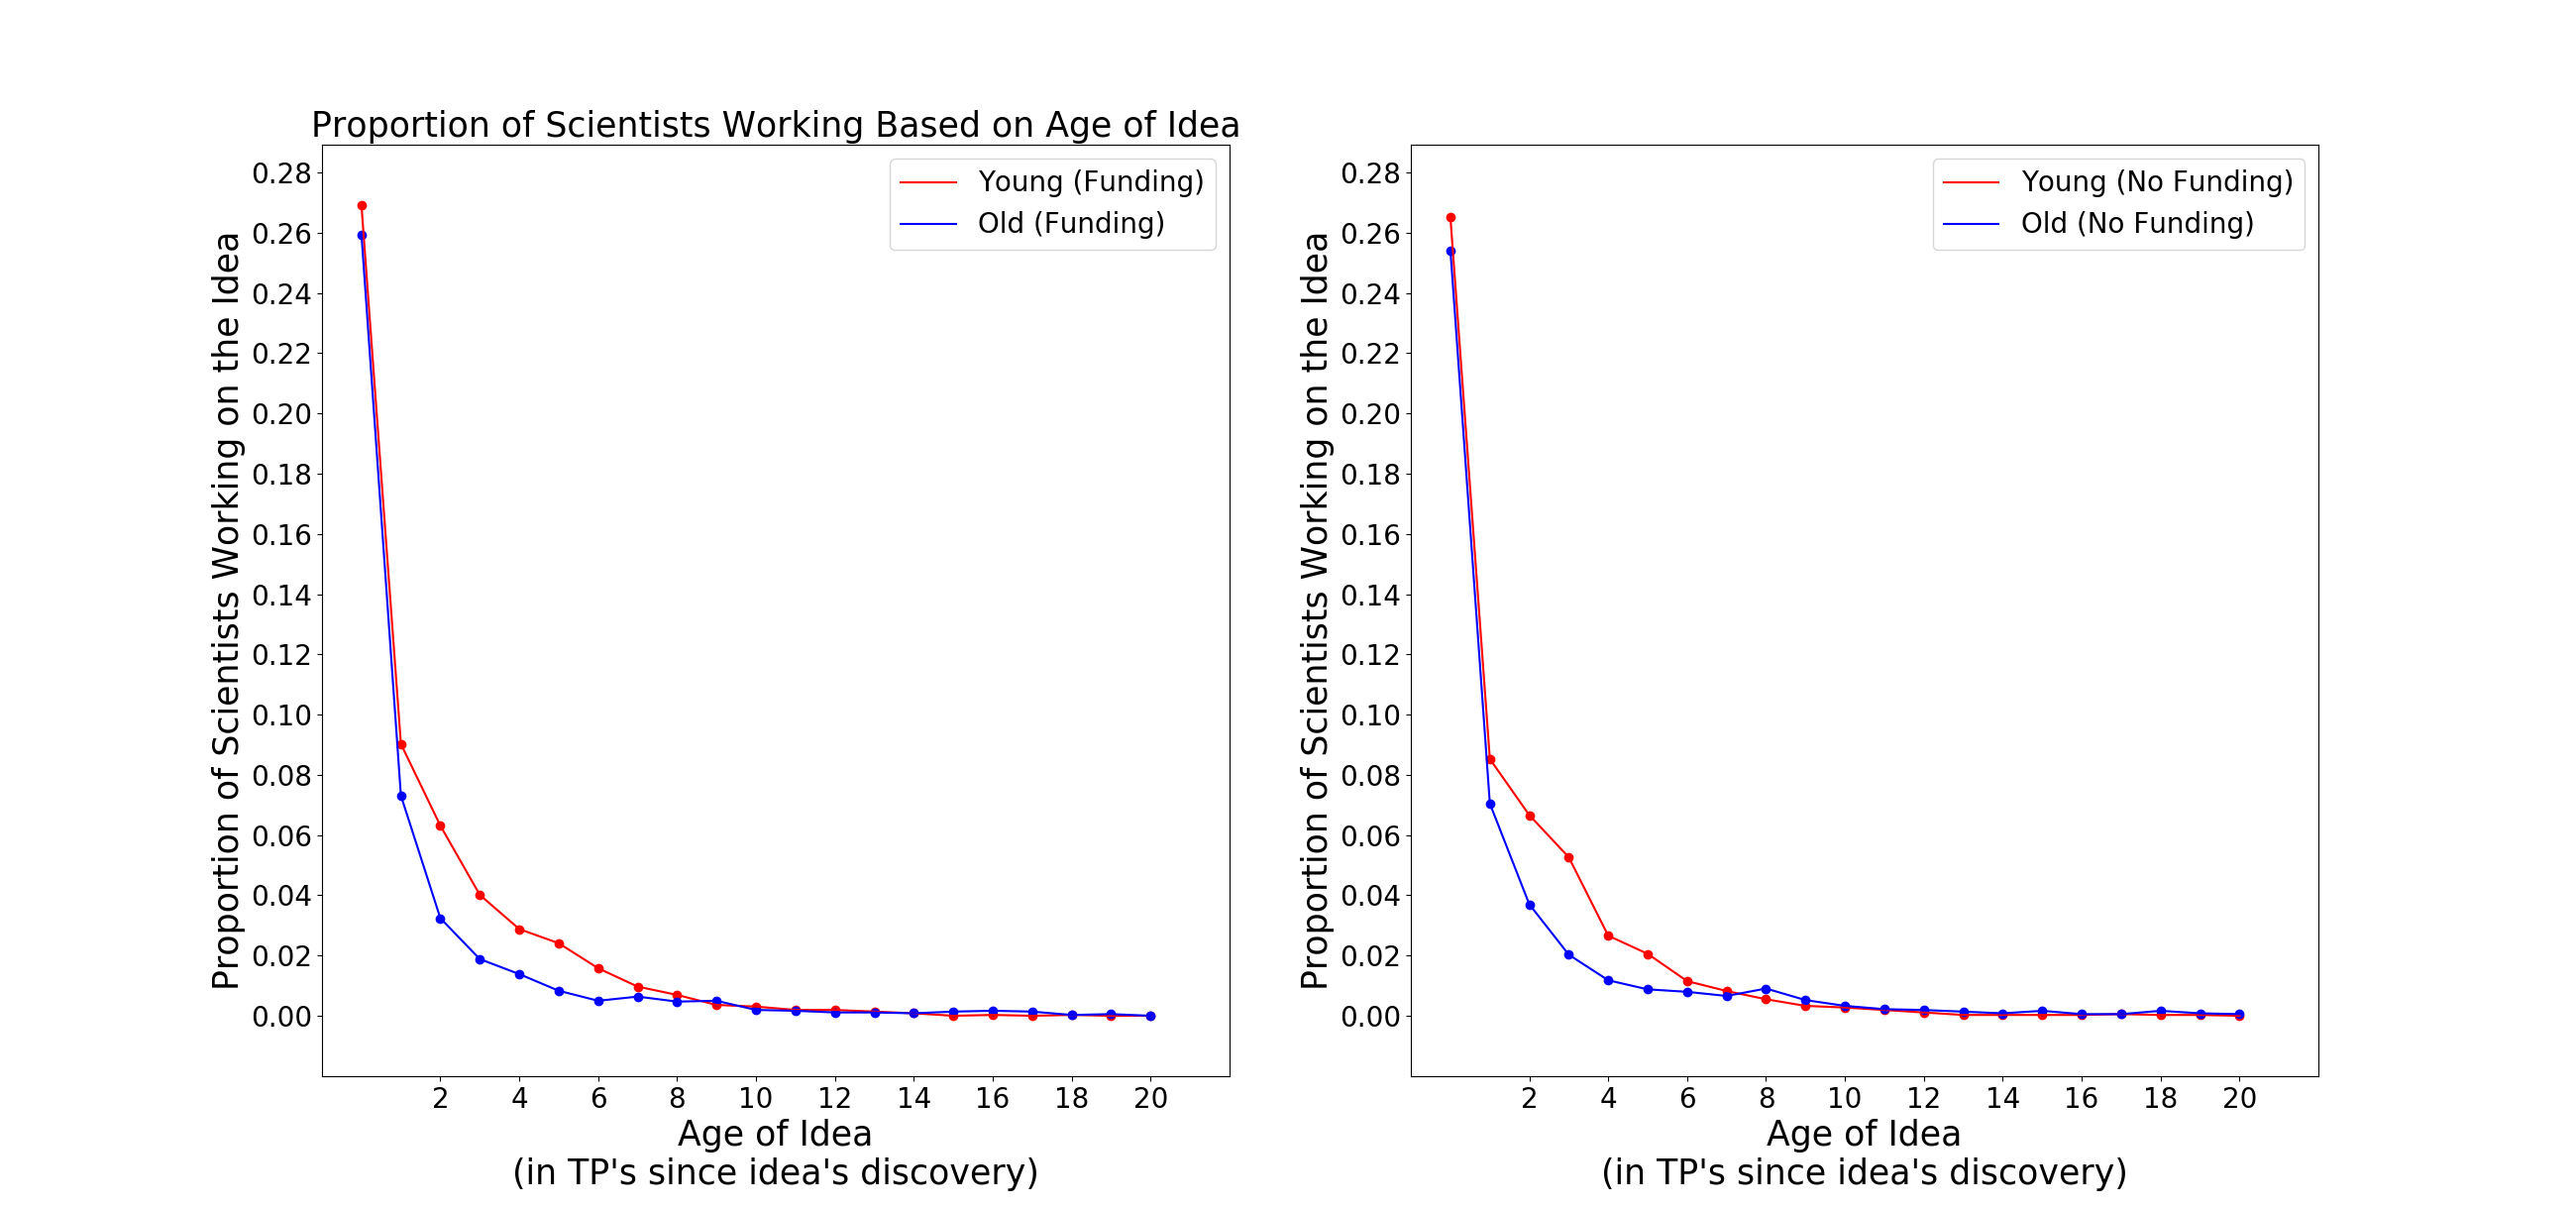 Proportion of Scientists Working Based on Age of Idea
Proportion of Scientists Working on the Idea
0.28
0.26
0.24
0.22
0.20
0.18
0.16
0.14
0.12
0.10
0.08
0.06
0.04
0.02
0.00
Young (Funding)
Old (Funding)
2 4 6 8 10 12 14 16 18 20
Age of Idea
(in TP's since idea's discovery)
Proportion of Scientists Working on the Idea
0.28
0.26
0.24
0.22
0.20
0.18
0.16
0.14
0.12
0.10
0.08
0.06
0.04
0.02
0.00
Young (No Funding)
Old (No Funding)
2 4 6 8 10 12 14 16 18 20
Age of Idea
(in TP's since idea's discovery)